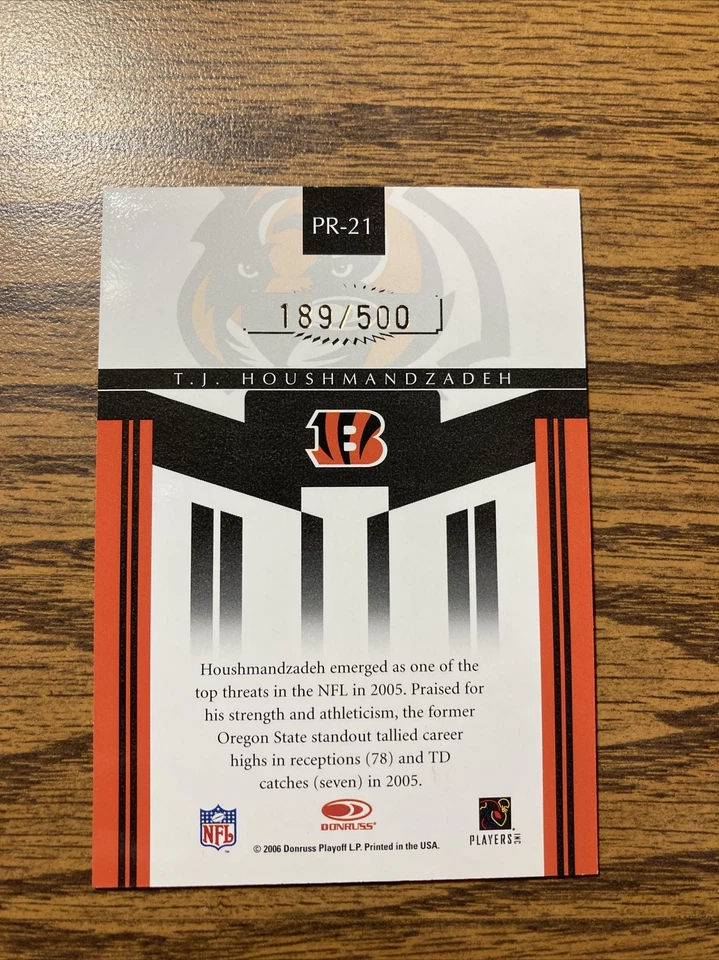 PR-21
189/500
T.J. HOUSHMANDZADEH
B
Houshmandzadeh emerged as one of the
top threats in the NFL in 2005. Praised for
his strength and athleticism, the former
Oregon State standout tallied career
highs in receptions (78) and TD
catches (seven) in 2005.
NFL
DONRUSS
PLAYERS INC
© 2006 Donruss Playoff L.P. Printed in the USA.